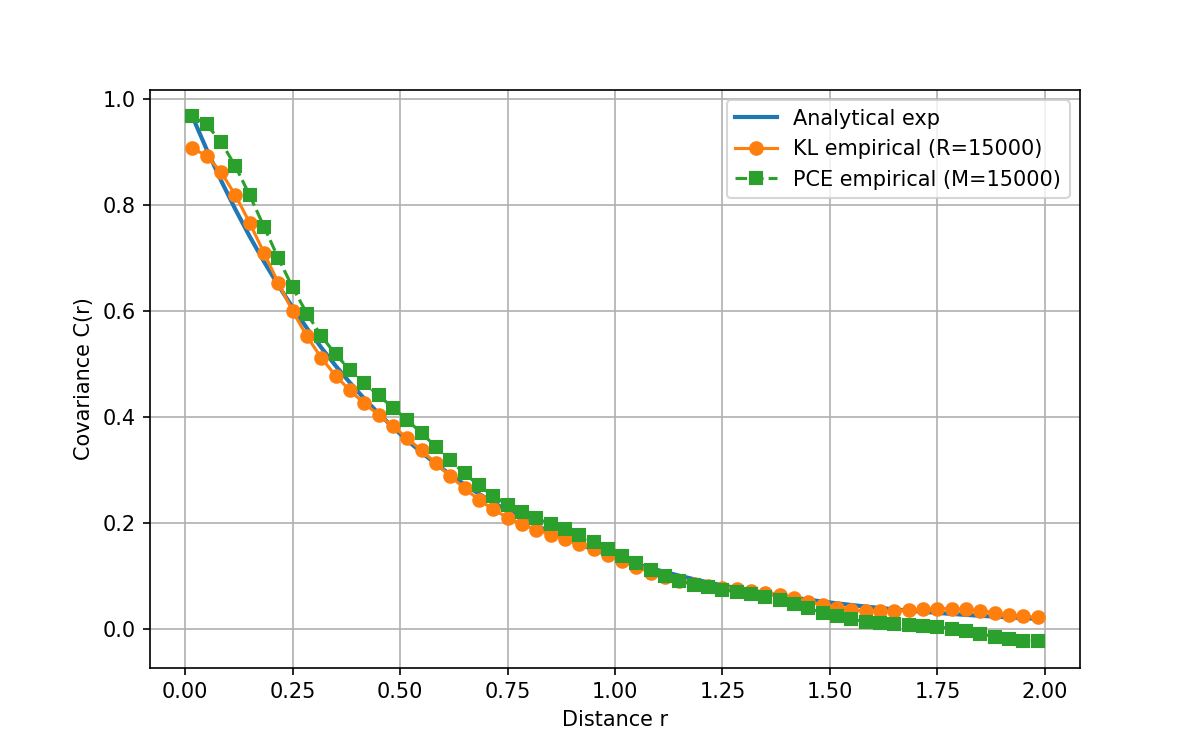 Analytical exp
KL empirical (R=15000)
PCE empirical (M=15000)
Covariance C(r)
1.0
0.8
0.6
0.4
0.2
0.0
0.00 0.25 0.50 0.75 1.00 1.25 1.50 1.75 2.00
Distance r